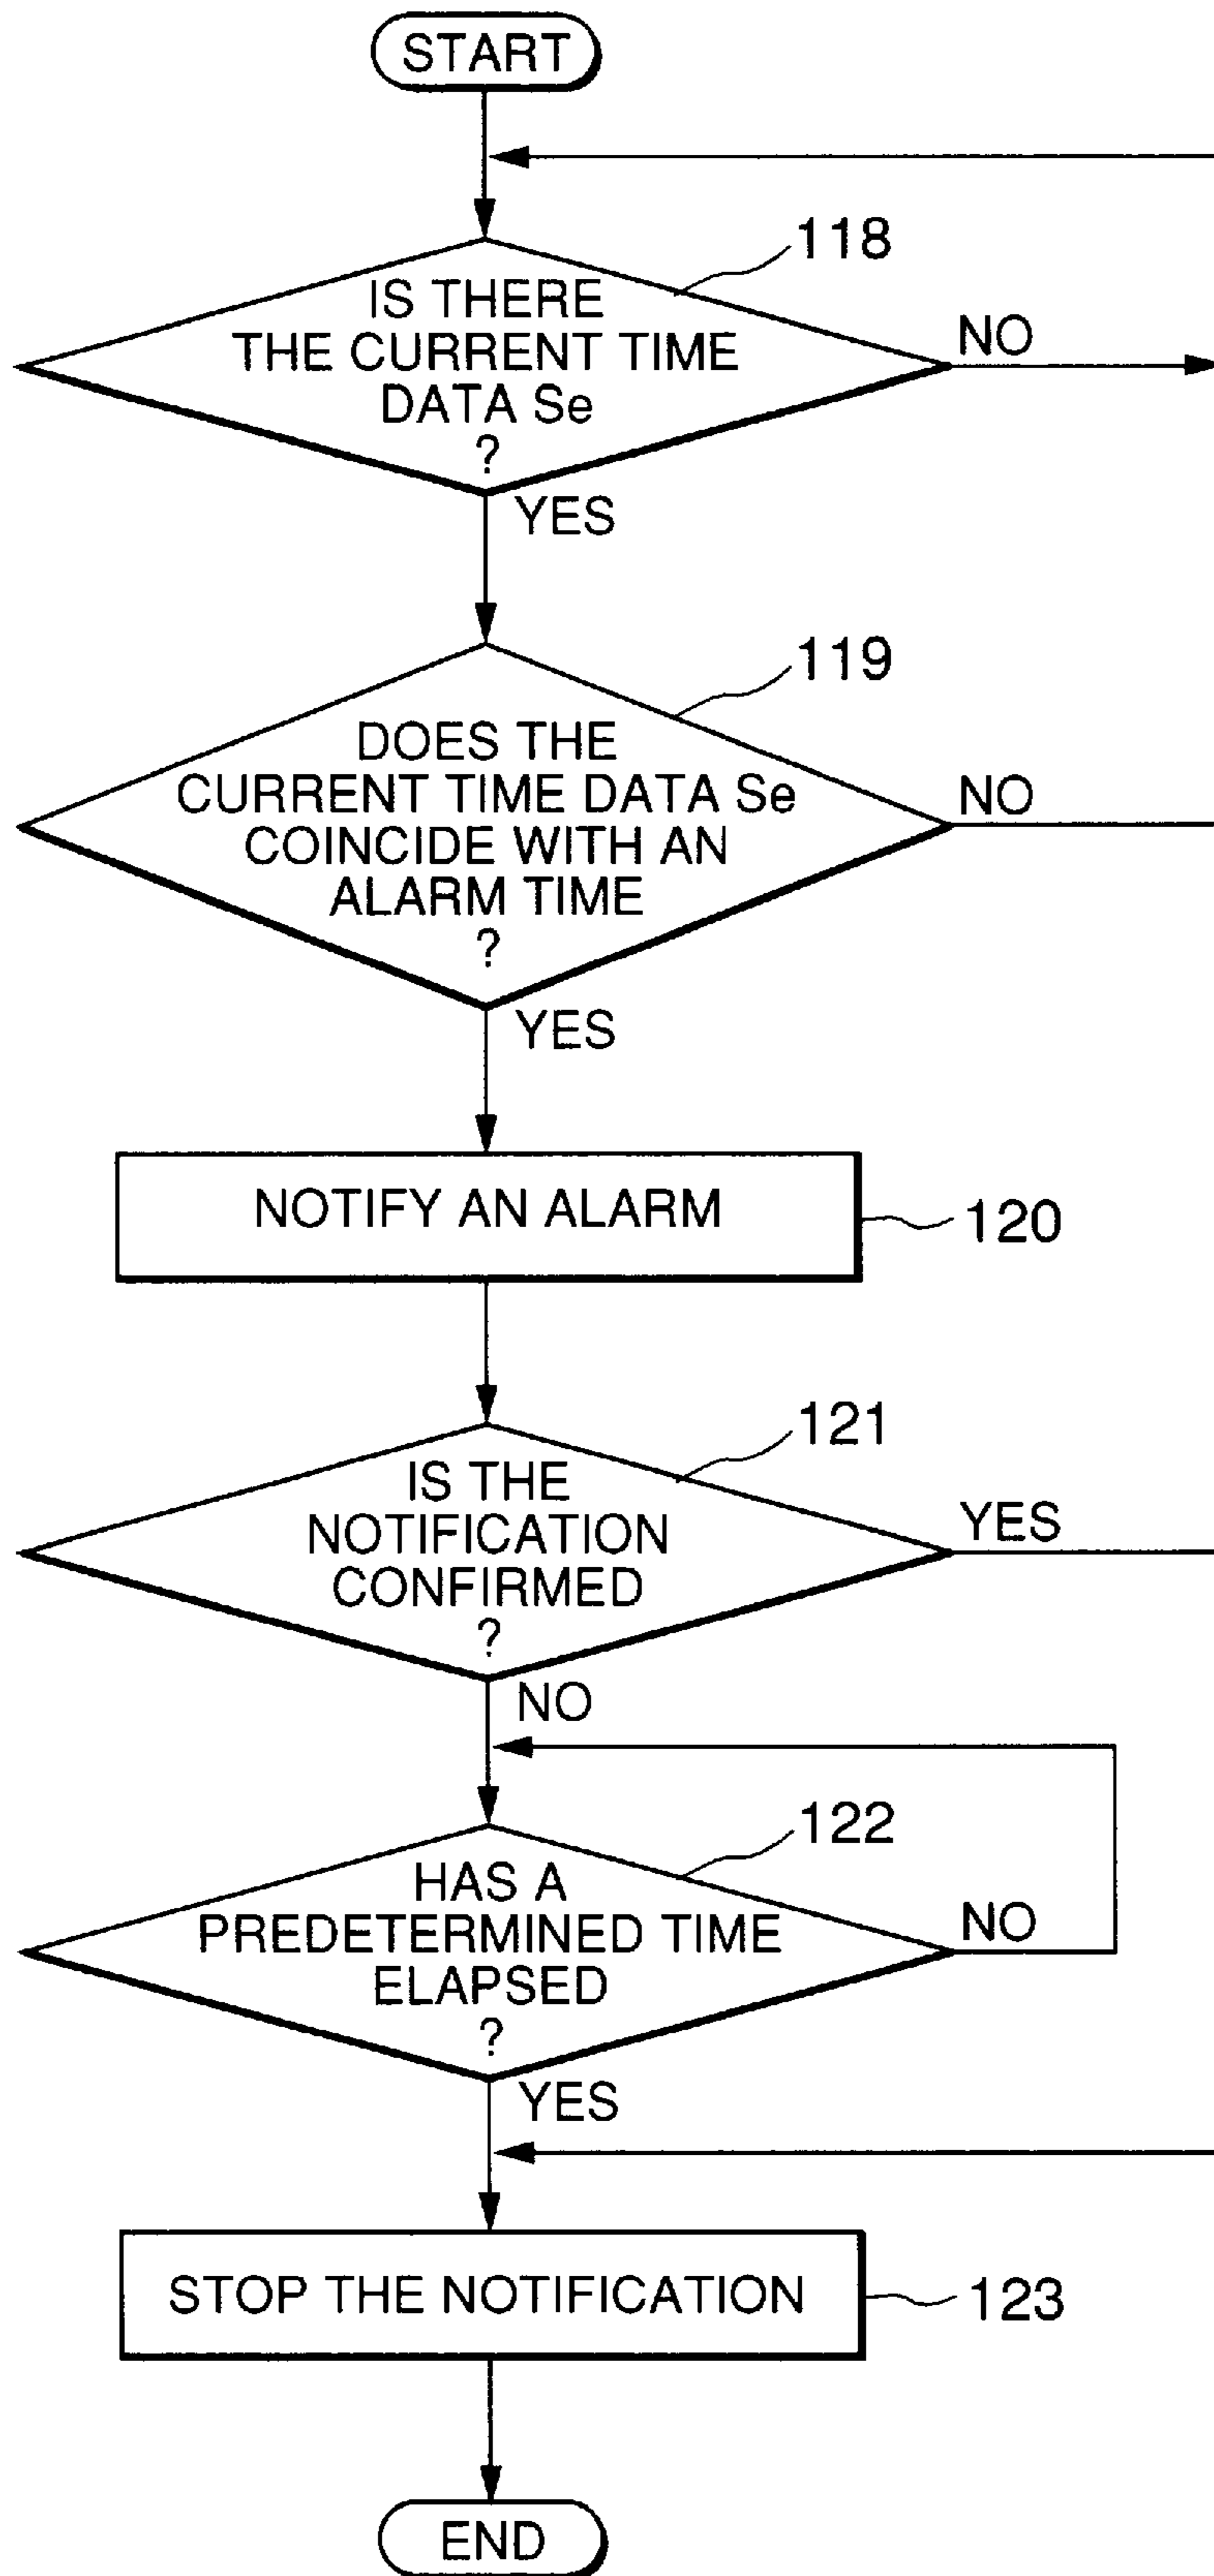 START
118
IS THERE
THE CURRENT TIME
DATA Se
?
NO
YES
119
DOES THE
CURRENT TIME DATA Se
COINCIDE WITH AN
ALARM TIME
?
NO
YES
NOTIFY AN ALARM
120
121
IS THE
NOTIFICATION
CONFIRMED
?
YES
NO
122
HAS A
PREDETERMINED TIME
ELAPSED
?
NO
YES
STOP THE NOTIFICATION
123
END